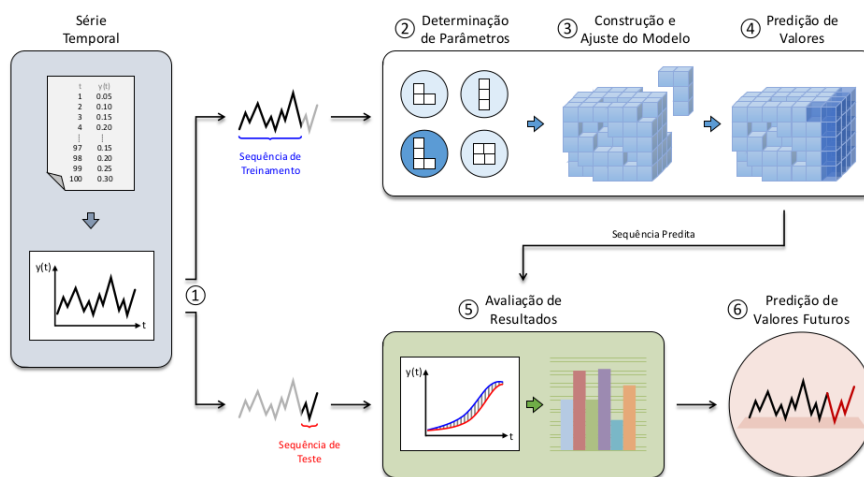 Série
Temporal
t y(t)
1 0.05
2 0.10
3 0.15
4 0.20
| |
97 0.15
98 0.20
99 0.25
100 0.30
y(t)
t
1
Sequência de
Treinamento
Sequência de
Teste
2 Determinação
de Parâmetros
3 Construção e
Ajuste do Modelo
4 Predição de
Valores
Sequência Predita
5 Avaliação de
Resultados
y(t)
t
6 Predição de
Valores Futuros